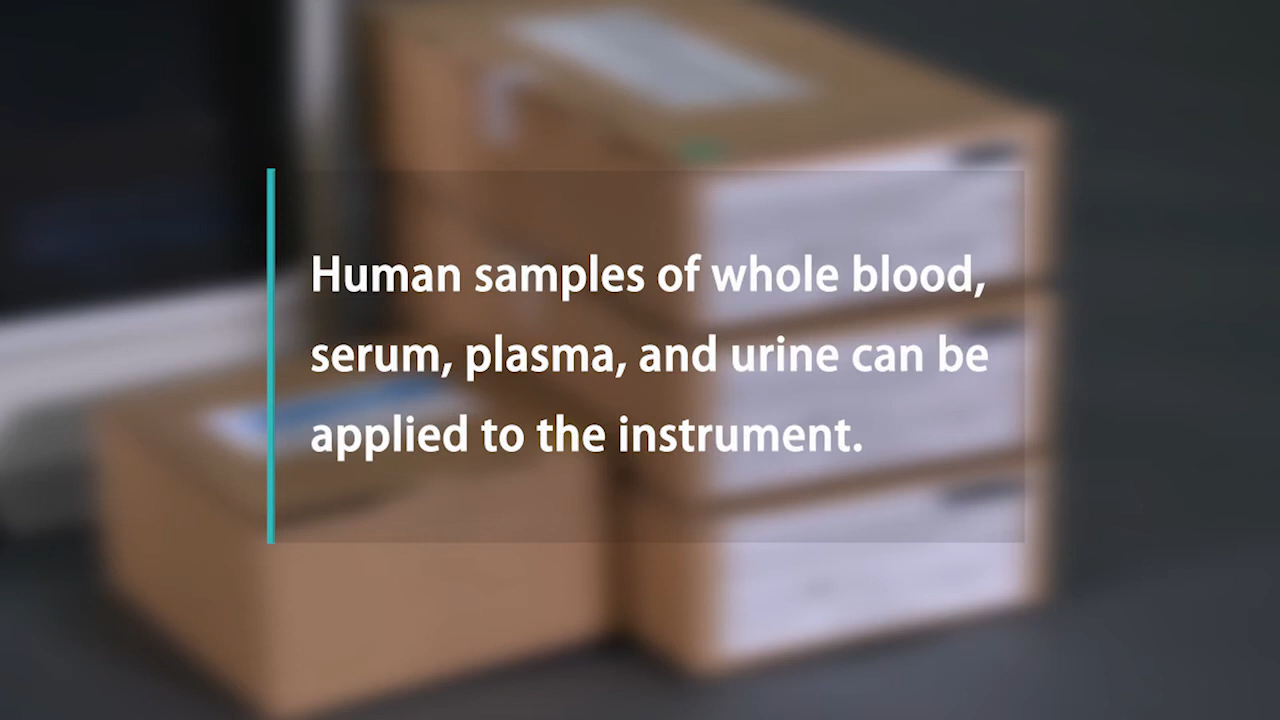 Human samples of whole blood,
serum, plasma, and urine can be
applied to the instrument.